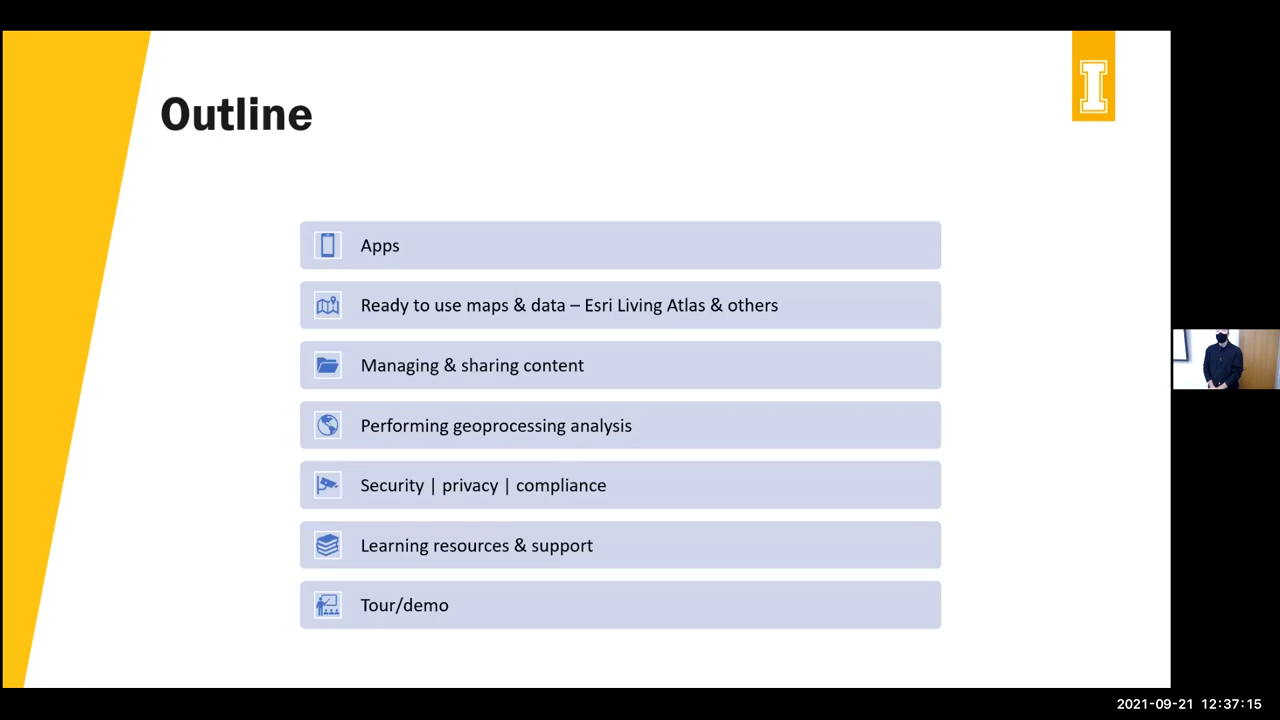 Outline
I
Apps
Ready to use maps & data – Esri Living Atlas & others
Managing & sharing content
Performing geoprocessing analysis
Security | privacy | compliance
Learning resources & support
Tour/demo
2021-09-21 12:37:15